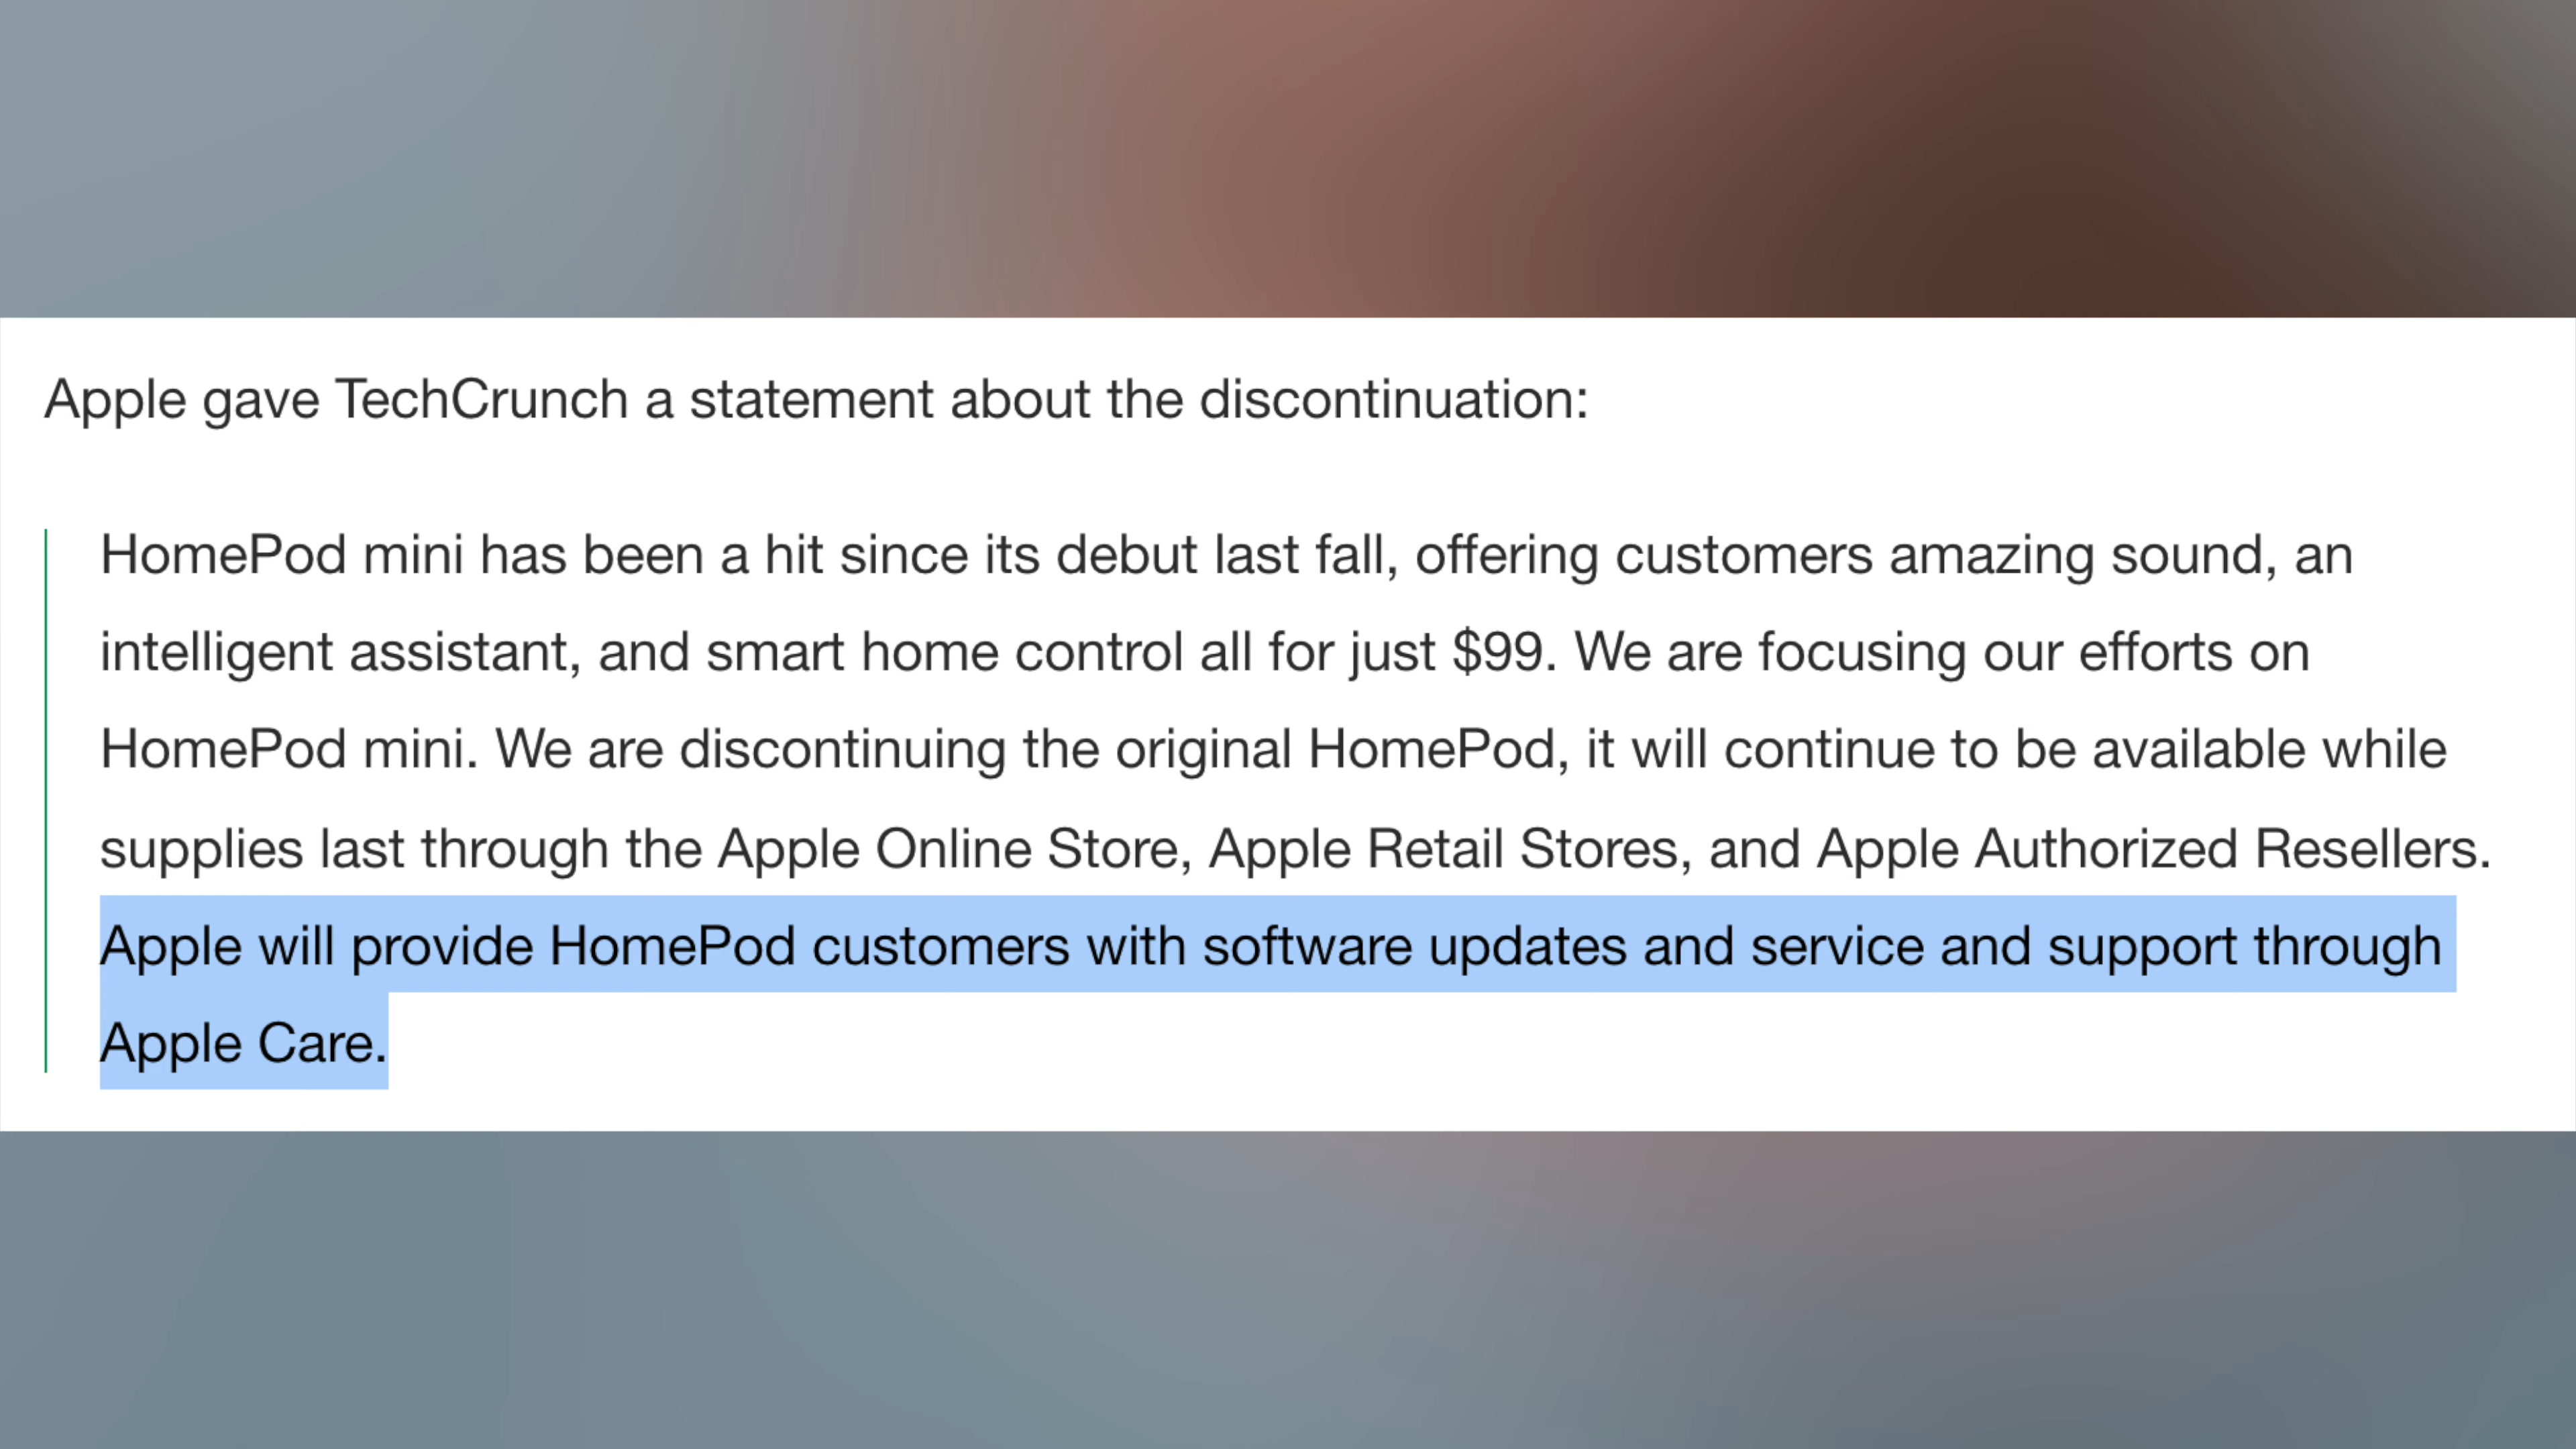 Apple gave TechCrunch a statement about the discontinuation:
HomePod mini has been a hit since its debut last fall, offering customers amazing sound, an
intelligent assistant, and smart home control all for just $99. We are focusing our efforts on
HomePod mini. We are discontinuing the original HomePod, it will continue to be available while
supplies last through the Apple Online Store, Apple Retail Stores, and Apple Authorized Resellers.
Apple will provide HomePod customers with software updates and service and support through
Apple Care.